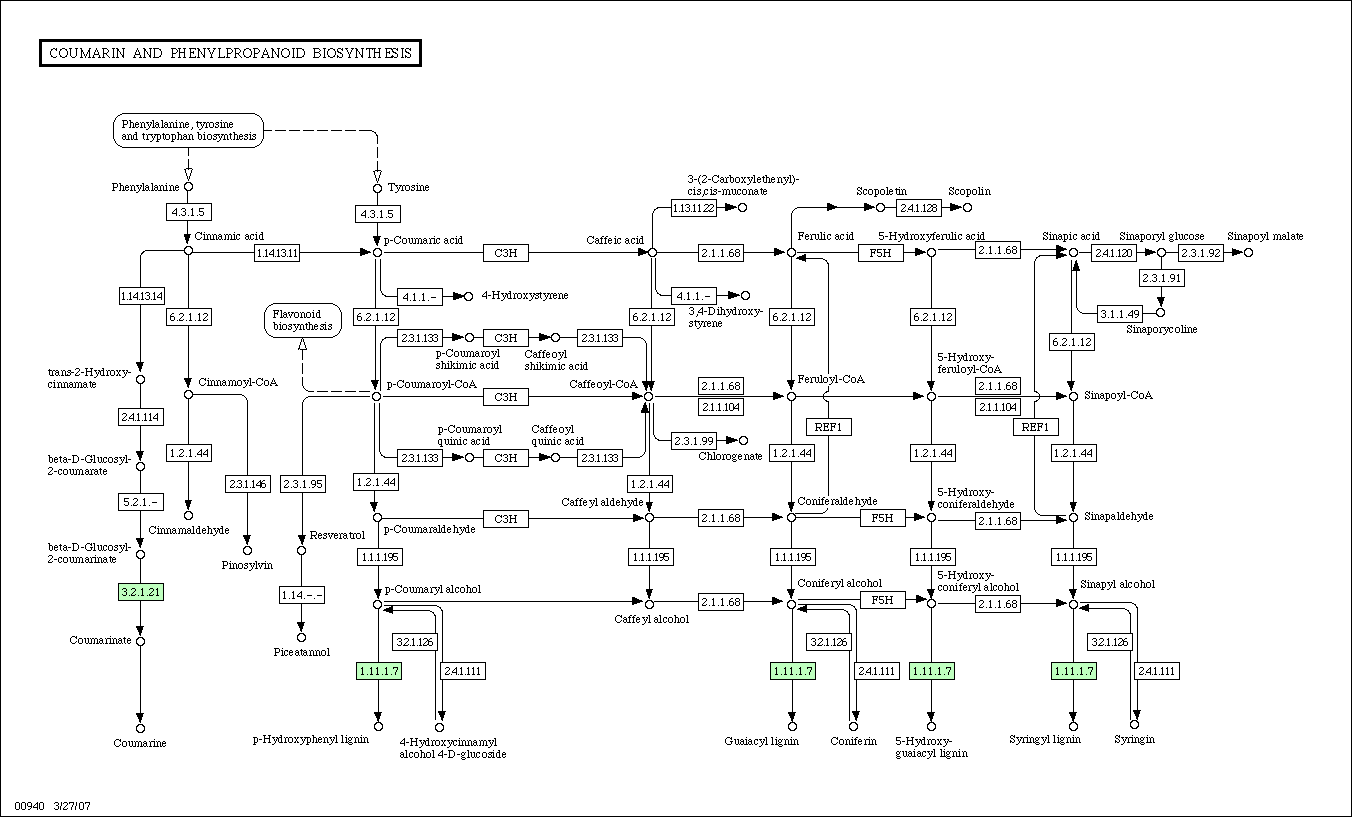 COUMARIN AND PHENYLPROPANOID BIOSYNTHESIS
Phenylalanine, tyrosine
and tryptophan biosynthesis
Phenylalanine
Tyrosine
3-(2-Carboxylethenyl)-
cis,cis-muconate
Scopoletin
Scopolin
4.3.1.5
4.3.1.5
1.13.11.22
2.4.1.128
Cinnamic acid
p-Coumaric acid
Caffeic acid
Ferulic acid
5-Hydroxyferulic acid
Sinapic acid
Sinaporyl glucose
Sinapoyl malate
1.14.13.11
C3H
2.1.1.68
F5H
2.1.1.68
2.4.1.120
2.3.1.92
2.3.1.91
1.14.13.14
4.1.1.-
4-Hydroxystyrene
4.1.1.-
3,4-Dihydroxy-
styrene
3.1.1.49
Sinaporycoline
Flavonoid
biosynthesis
6.2.1.12
6.2.1.12
6.2.1.12
6.2.1.12
6.2.1.12
6.2.1.12
2.3.1.133
C3H
2.3.1.133
p-Coumaroyl
shikimic acid
Caffeoyl
shikimic acid
trans-2-Hydroxy-
cinnamate
Cinnamoyl-CoA
p-Coumaroyl-CoA
Caffeoyl-CoA
Feruloyl-CoA
5-Hydroxy-
feruloyl-CoA
Sinapoyl-CoA
C3H
2.1.1.68
2.1.1.104
2.1.1.68
2.1.1.104
2.4.1.114
p-Coumaroyl
quinic acid
Caffeoyl
quinic acid
2.3.1.99
Chlorogenate
REF1
REF1
2.3.1.133
C3H
2.3.1.133
beta-D-Glucosyl-
2-coumarate
1.2.1.44
2.3.1.146
2.3.1.95
1.2.1.44
1.2.1.44
1.2.1.44
1.2.1.44
1.2.1.44
5.2.1.-
Cinnamaldehyde
p-Coumaraldehyde
Caffeyl aldehyde
Coniferaldehyde
5-Hydroxy-
coniferaldehyde
Sinapaldehyde
C3H
2.1.1.68
F5H
2.1.1.68
Resveratrol
Pinosylvin
beta-D-Glucosyl-
2-coumarinate
1.1.1.195
1.1.1.195
1.1.1.195
1.1.1.195
1.1.1.195
3.2.1.21
1.14.-.-
p-Coumaryl alcohol
Caffeyl alcohol
Coniferyl alcohol
5-Hydroxy-
coniferyl alcohol
Sinapyl alcohol
2.1.1.68
F5H
2.1.1.68
Coumarinate
Piceatannol
3.2.1.126
3.2.1.126
3.2.1.126
1.11.1.7
2.4.1.111
1.11.1.7
2.4.1.111
1.11.1.7
1.11.1.7
2.4.1.111
Coumarine
p-Hydroxyphenyl lignin
4-Hydroxycinnamyl
alcohol 4-D-glucoside
Guaiacyl lignin
Coniferin
5-Hydroxy-
guaiacyl lignin
Syringyl lignin
Syringin
00940 3/27/07